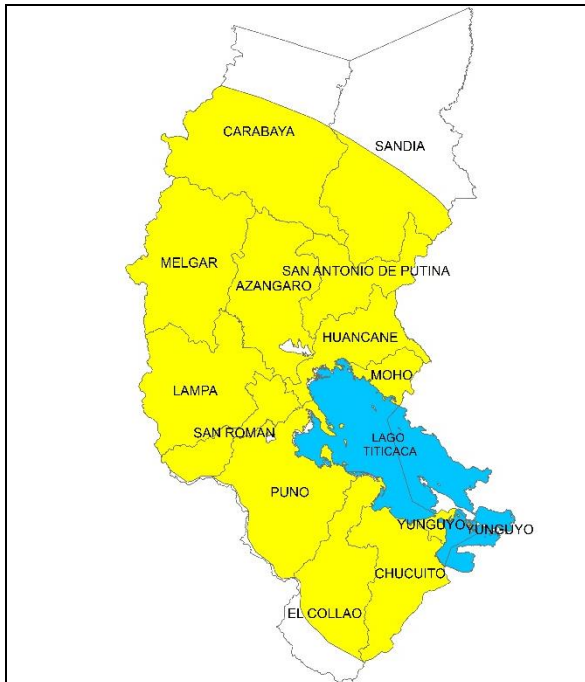 CARABAYA
SANDIA
MELGAR
SAN ANTONIO DE PUTINA
AZANGARO
HUANCANE
MOHO
LAMPA
SAN ROMAN
LAGO
TITICACA
PUNO
YUNGUYO
YUNGUYO
CHUCUITO
EL COLLAO